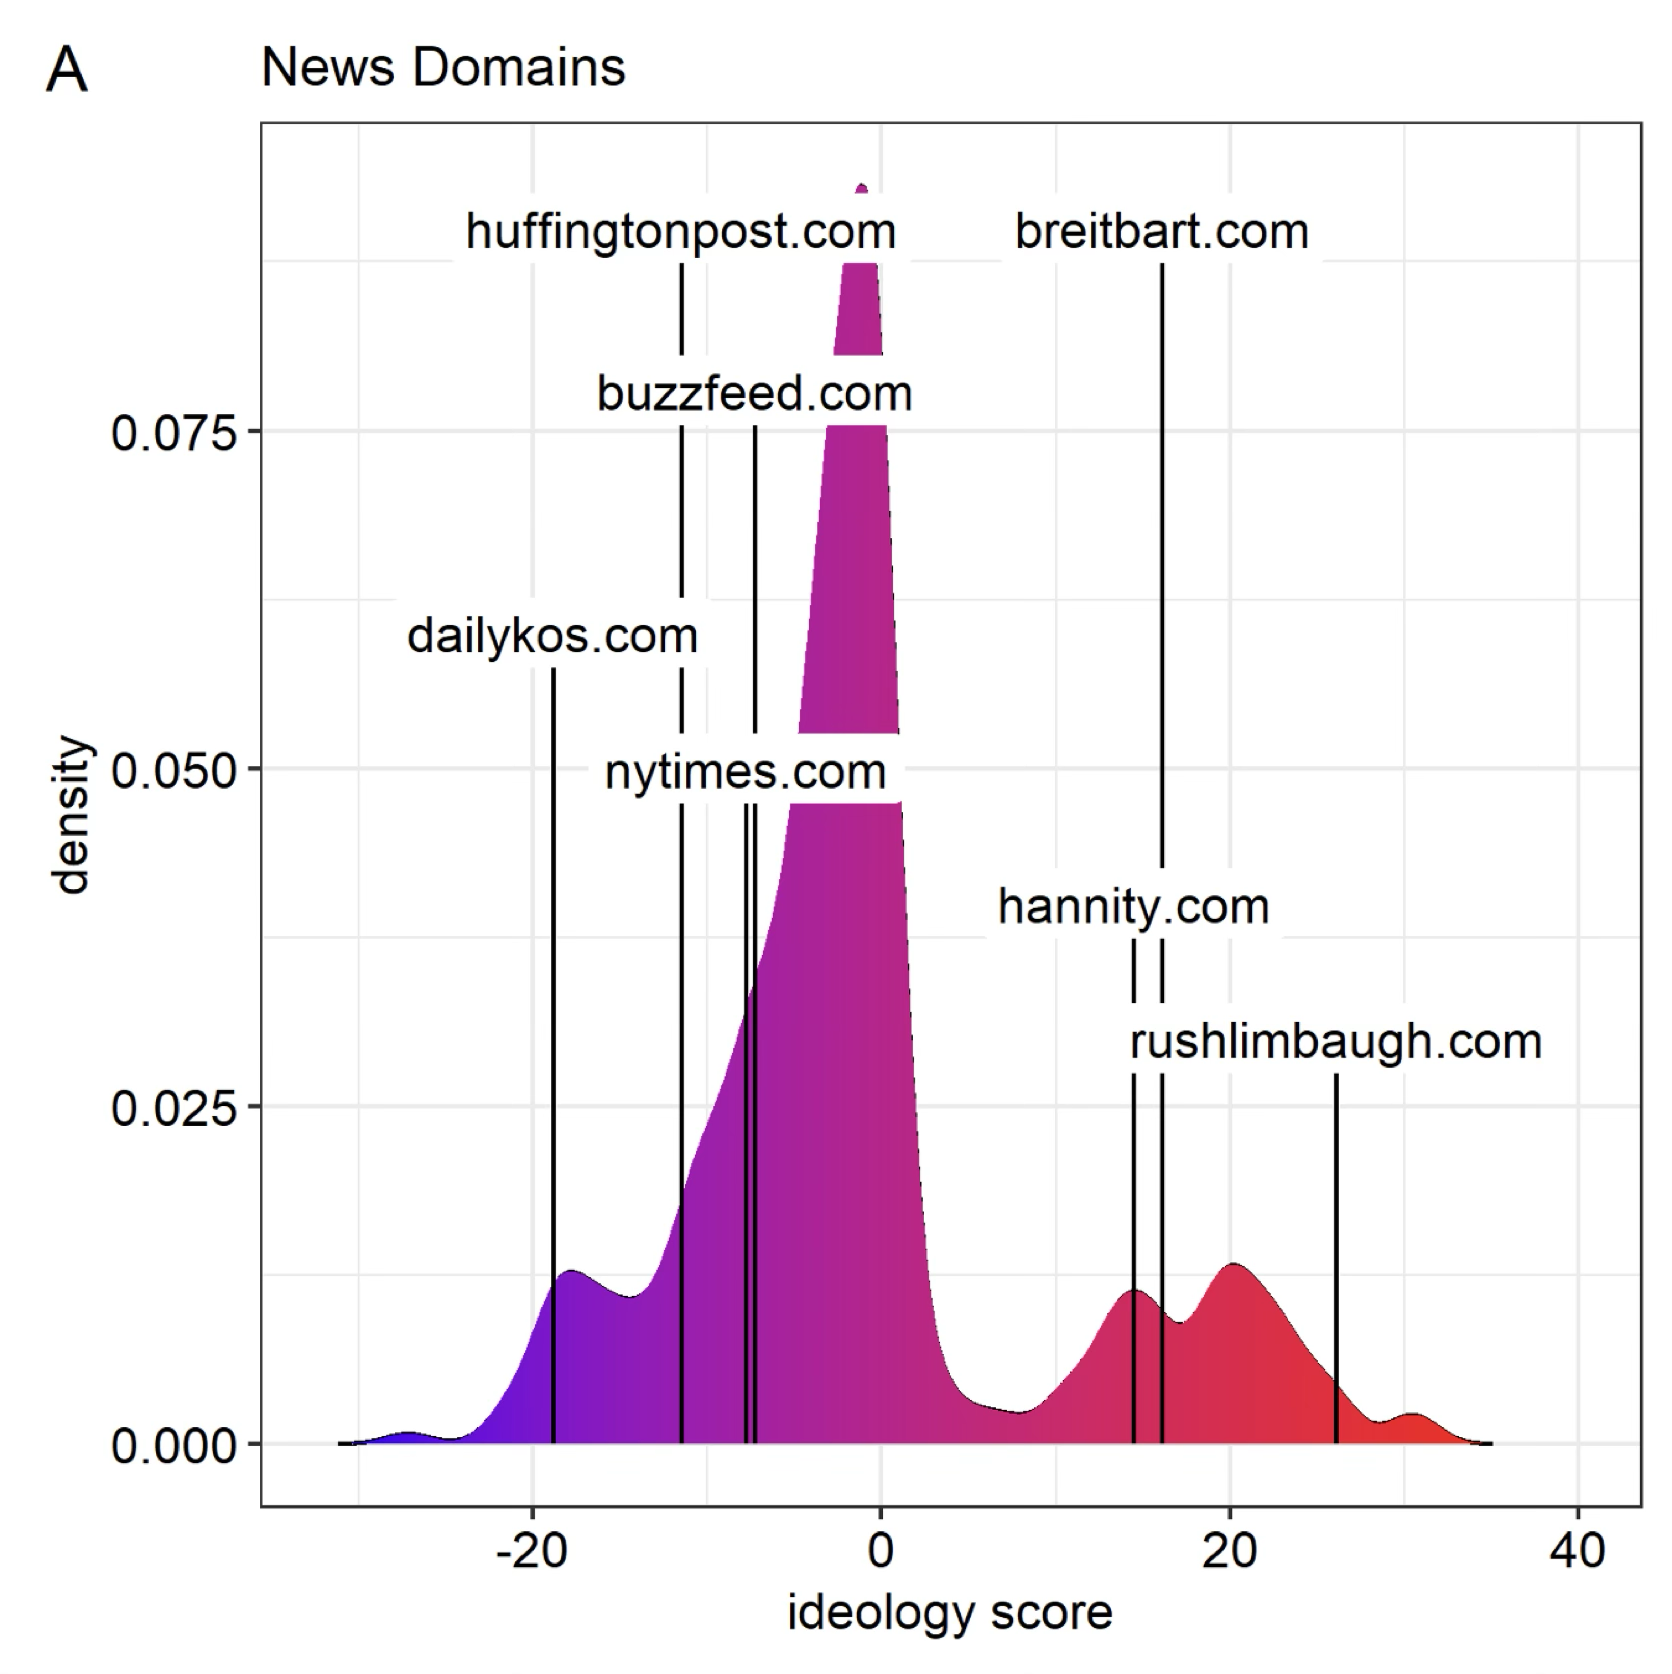 A
News Domains
huffingtonpost.com
breitbart.com
buzzfeed.com
0.075
dailykos.com
nytimes.com
0.050
density
hannity.com
rushlimbaugh.com
0.025
0.000
-20 0 20 40
ideology score